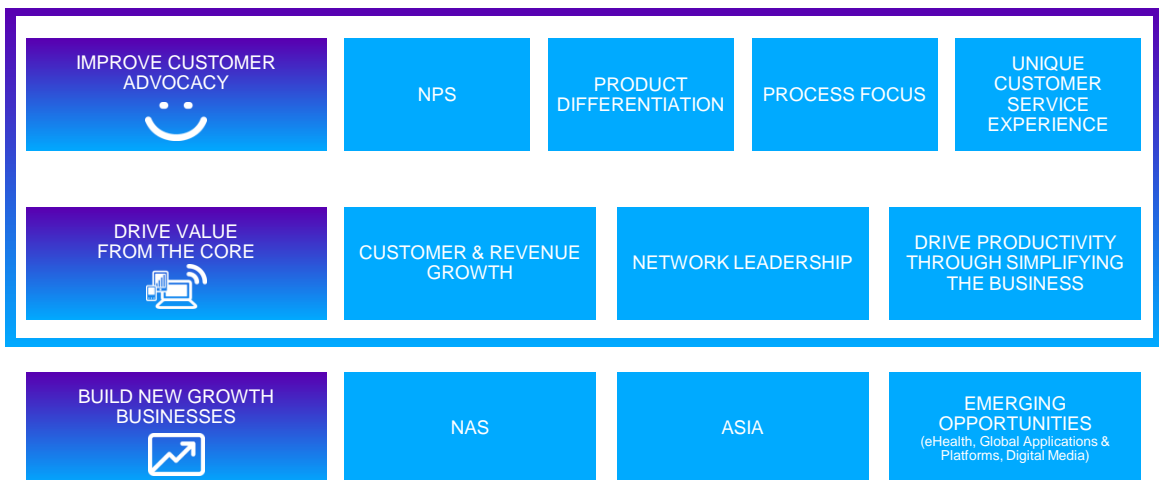 IMPROVE CUSTOMER
ADVOCACY
NPS
PRODUCT
DIFFERENTIATION
PROCESS FOCUS
UNIQUE
CUSTOMER
SERVICE
EXPERIENCE
DRIVE VALUE
FROM THE CORE
CUSTOMER & REVENUE
GROWTH
NETWORK LEADERSHIP
DRIVE PRODUCTIVITY
THROUGH SIMPLIFYING
THE BUSINESS
BUILD NEW GROWTH
BUSINESSES
NAS
ASIA
EMERGING
OPPORTUNITIES
(eHealth, Global Applications &
Platforms, Digital Media)